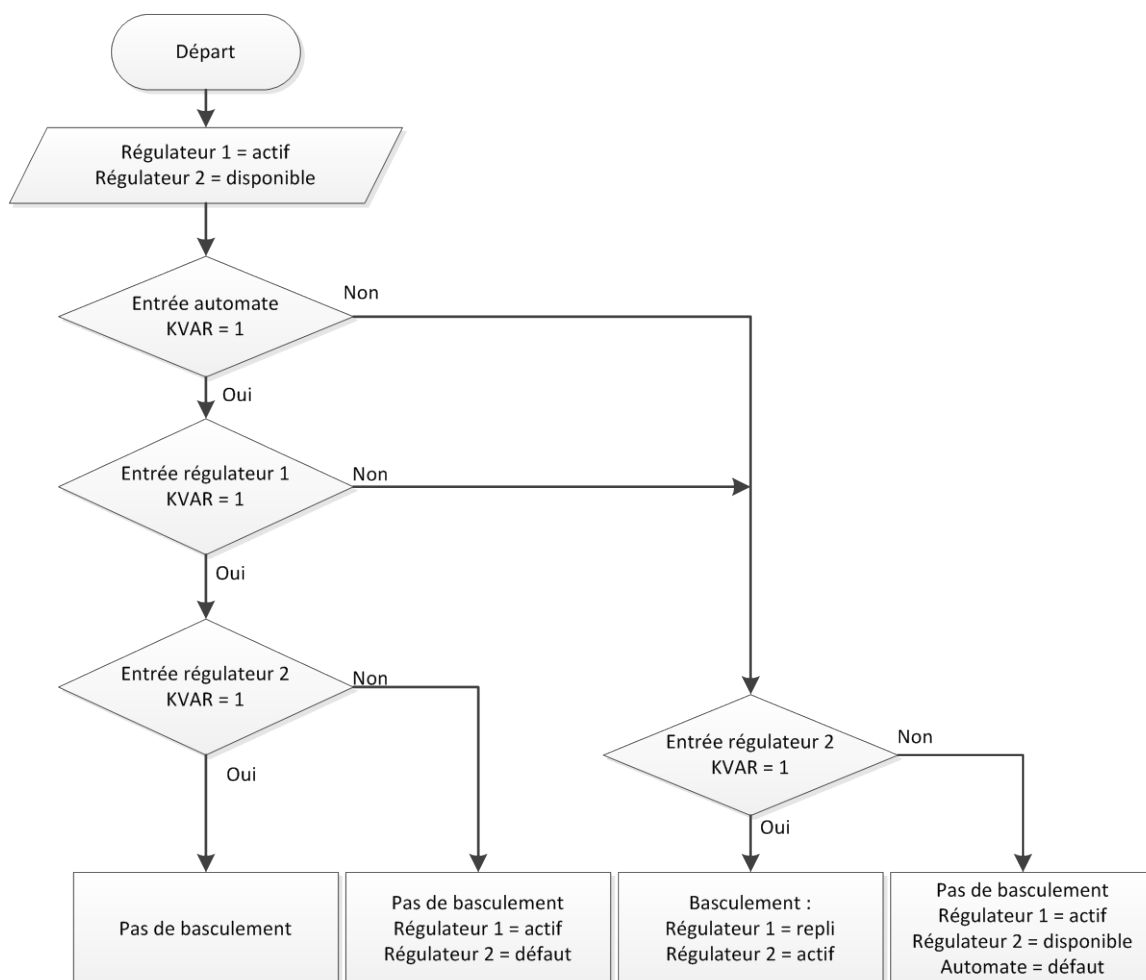 Départ
Régulateur 1 = actif
Régulateur 2 = disponible
Entrée automate
KVAR = 1
Non
Oui
Entrée régulateur 1
KVAR = 1
Non
Oui
Entrée régulateur 2
KVAR = 1
Non
Oui
Entrée régulateur 2
KVAR = 1
Non
Oui
Pas de basculement
Pas de basculement
Régulateur 1 = actif
Régulateur 2 = défaut
Basculement :
Régulateur 1 = repli
Régulateur 2 = actif
Pas de basculement
Régulateur 1 = actif
Régulateur 2 = disponible
Automate = défaut